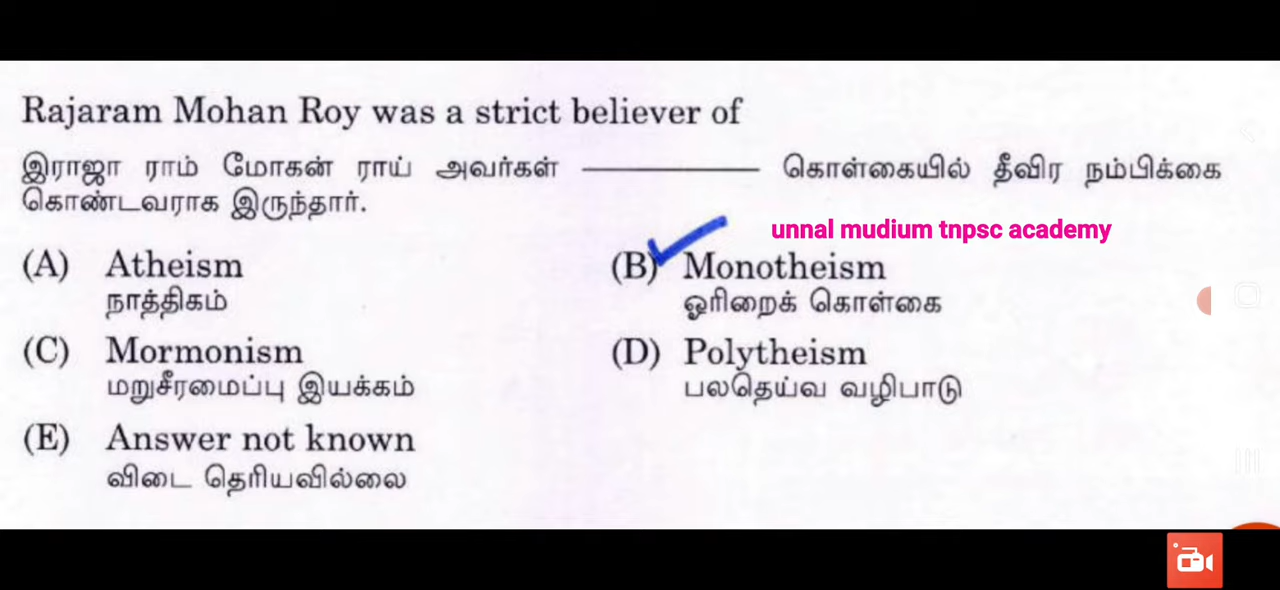 Rajaram Mohan Roy was a strict believer of
இராஜா ராம் மோகன் ராய் அவர்கள் ———— கொள்கையில் தீவிர நம்பிக்கை
கொண்டவராக இருந்தார்.
unnal mudium tnpsc academy
(A) Atheism
நாத்திகம்
(B) Monotheism
ஓரிறைக் கொள்கை
(C) Mormonism
மறுசீரமைப்பு இயக்கம்
(D) Polytheism
பலதெய்வ வழிபாடு
(E) Answer not known
விடை தெரியவில்லை